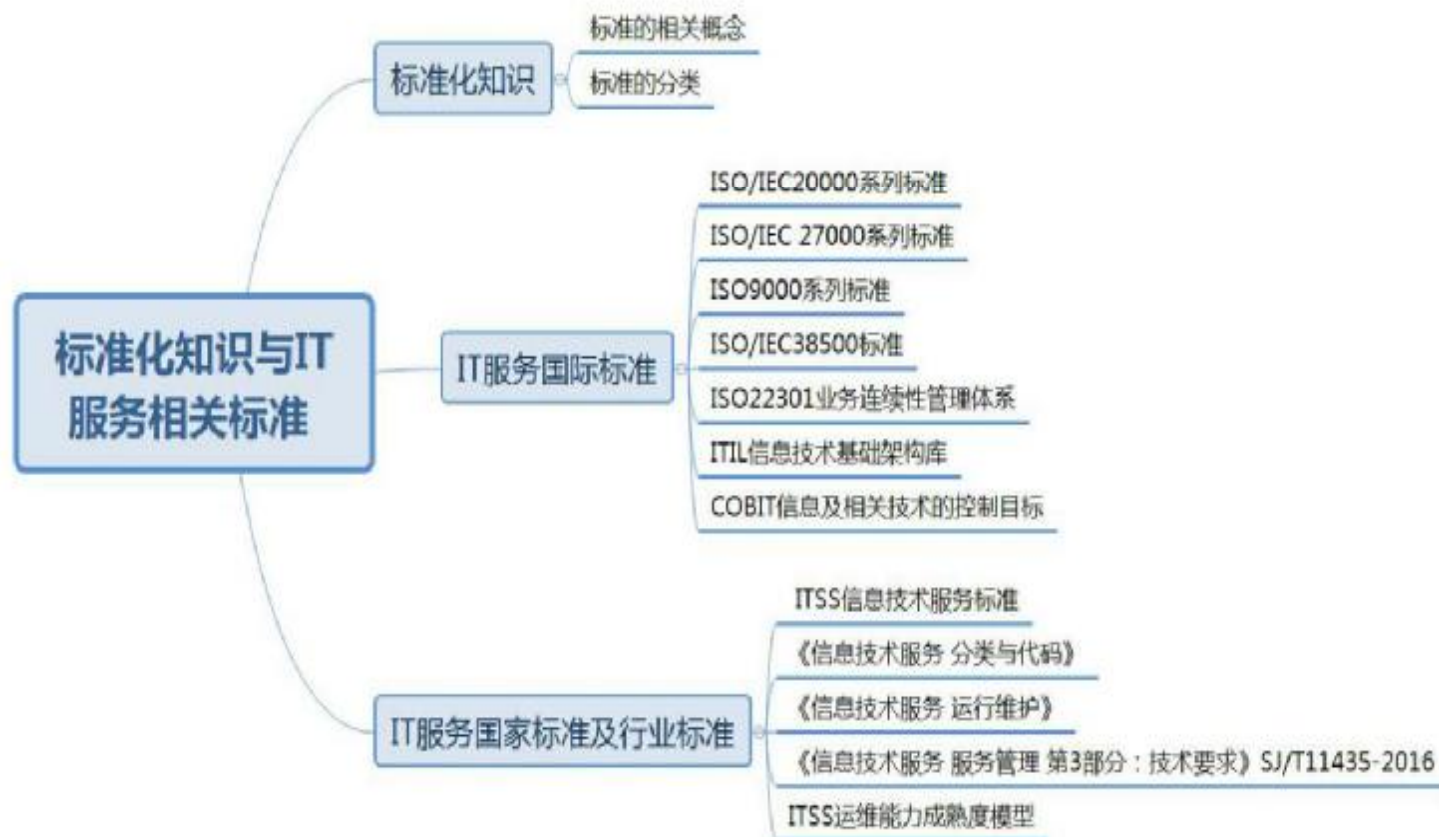 标准化知识与IT
服务相关标准
标准化知识
标准的相关概念
标准的分类
IT服务国际标准
ISO/IEC20000系列标准
ISO/IEC 27000系列标准
ISO9000系列标准
ISO/IEC38500标准
ISO22301业务连续性管理体系
ITIL信息技术基础架构库
COBIT信息及相关技术的控制目标
IT服务国家标准及行业标准
ITSS信息技术服务标准
《信息技术服务 分类与代码》
《信息技术服务 运行维护》
《信息技术服务 服务管理 第3部分：技术要求》SJ/T11435-2016
ITSS运维能力成熟度模型